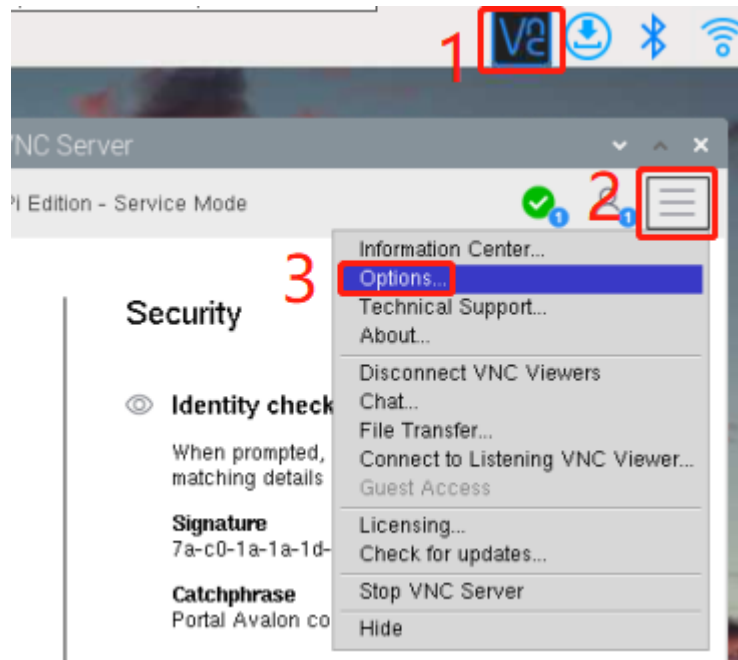 1
VNC Server
Pi Edition - Service Mode
2
1
1
3
Information Center...
Options...
Technical Support...
About...
Disconnect VNC Viewers
Chat...
File Transfer...
Connect to Listening VNC Viewer...
Guest Access
Licensing...
Check for updates...
Stop VNC Server
Hide
Security
Identity check
When prompted,
matching details
Signature
7a-c0-1a-1a-1d-
Catchphrase
Portal Avalon co